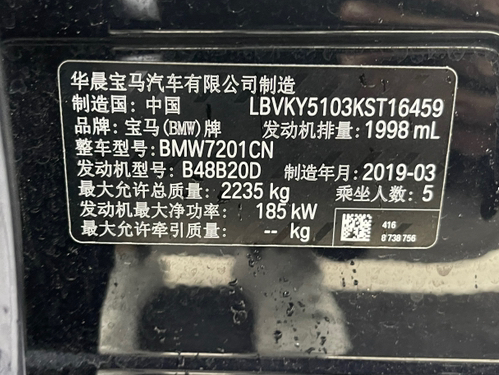 华晨宝马汽车有限公司制造
制造国: 中国 LBVKY5103KST16459
品牌: 宝马(BMW)牌 发动机排量: 1998 mL
整车型号: BMW7201CN
发动机型号: B48B20D 制造年月: 2019-03
最大允许总质量: 2235 kg 乘坐人数: 5
发动机最大净功率: 185 kW
最大允许牵引质量: -- kg
416
8 738 756